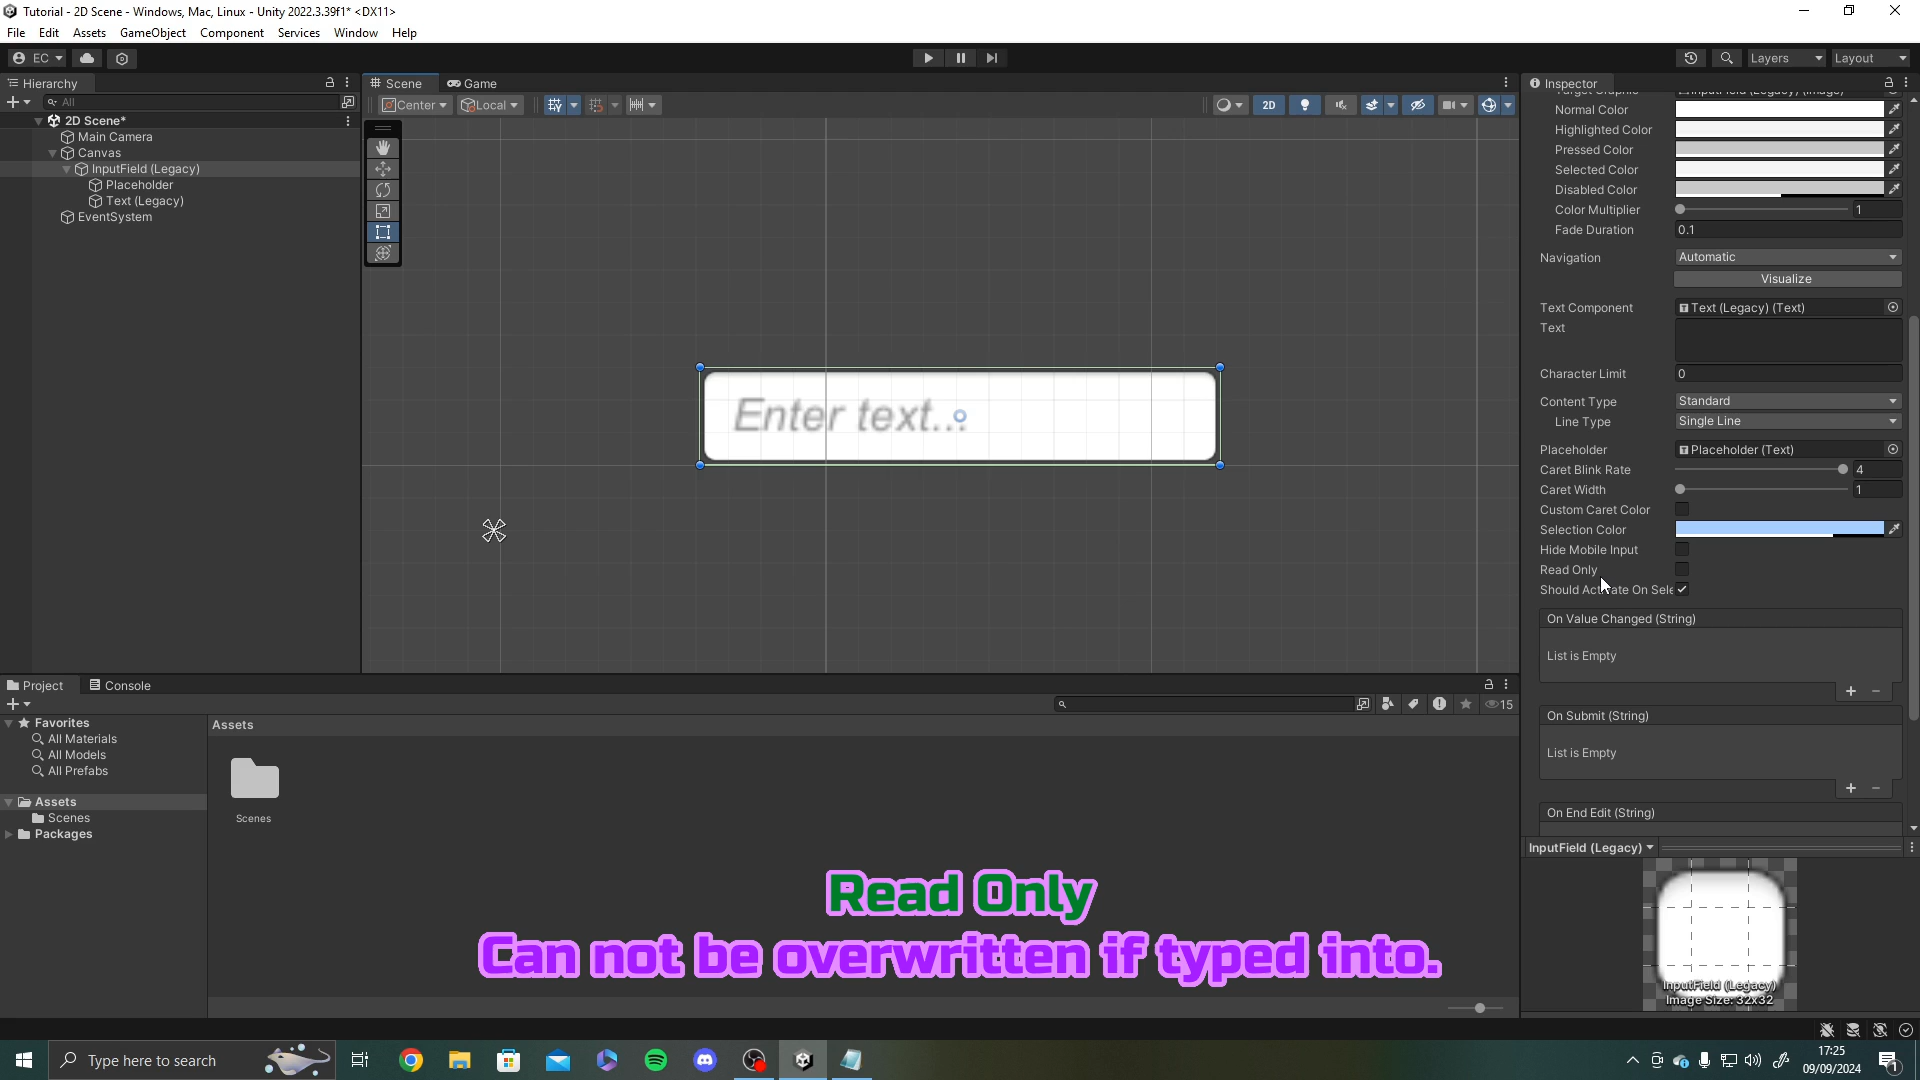 Tutorial - 2D Scene - Windows, Mac, Linux - Unity 2022.3.39f1* <DX11>
File Edit Assets GameObject Component Services Window Help
EC
Layers Layout
Hierarchy
All
2D Scene*
Main Camera
Canvas
InputField (Legacy)
Placeholder
Text (Legacy)
EventSystem
Scene Game
Center Local 2D
Enter text...
Inspector
Normal Color
Highlighted Color
Pressed Color
Selected Color
Disabled Color
Color Multiplier 1
Fade Duration 0.1
Navigation Automatic
Visualize
Text Component Text (Legacy) (Text)
Text
Character Limit 0
Content Type Standard
Line Type Single Line
Placeholder Placeholder (Text)
Caret Blink Rate 4
Caret Width 1
Custom Caret Color
Selection Color
Hide Mobile Input
Read Only
Should Activate On Sele
On Value Changed (String)
List is Empty
On Submit (String)
List is Empty
On End Edit (String)
InputField (Legacy)
InputField (Legacy)
Image Size: 32x32
Project Console
15
Favorites
All Materials
All Models
All Prefabs
Assets
Scenes
Packages
Assets
Scenes
Read Only
Can not be overwritten if typed into.
Type here to search
17:25
09/09/2024
1